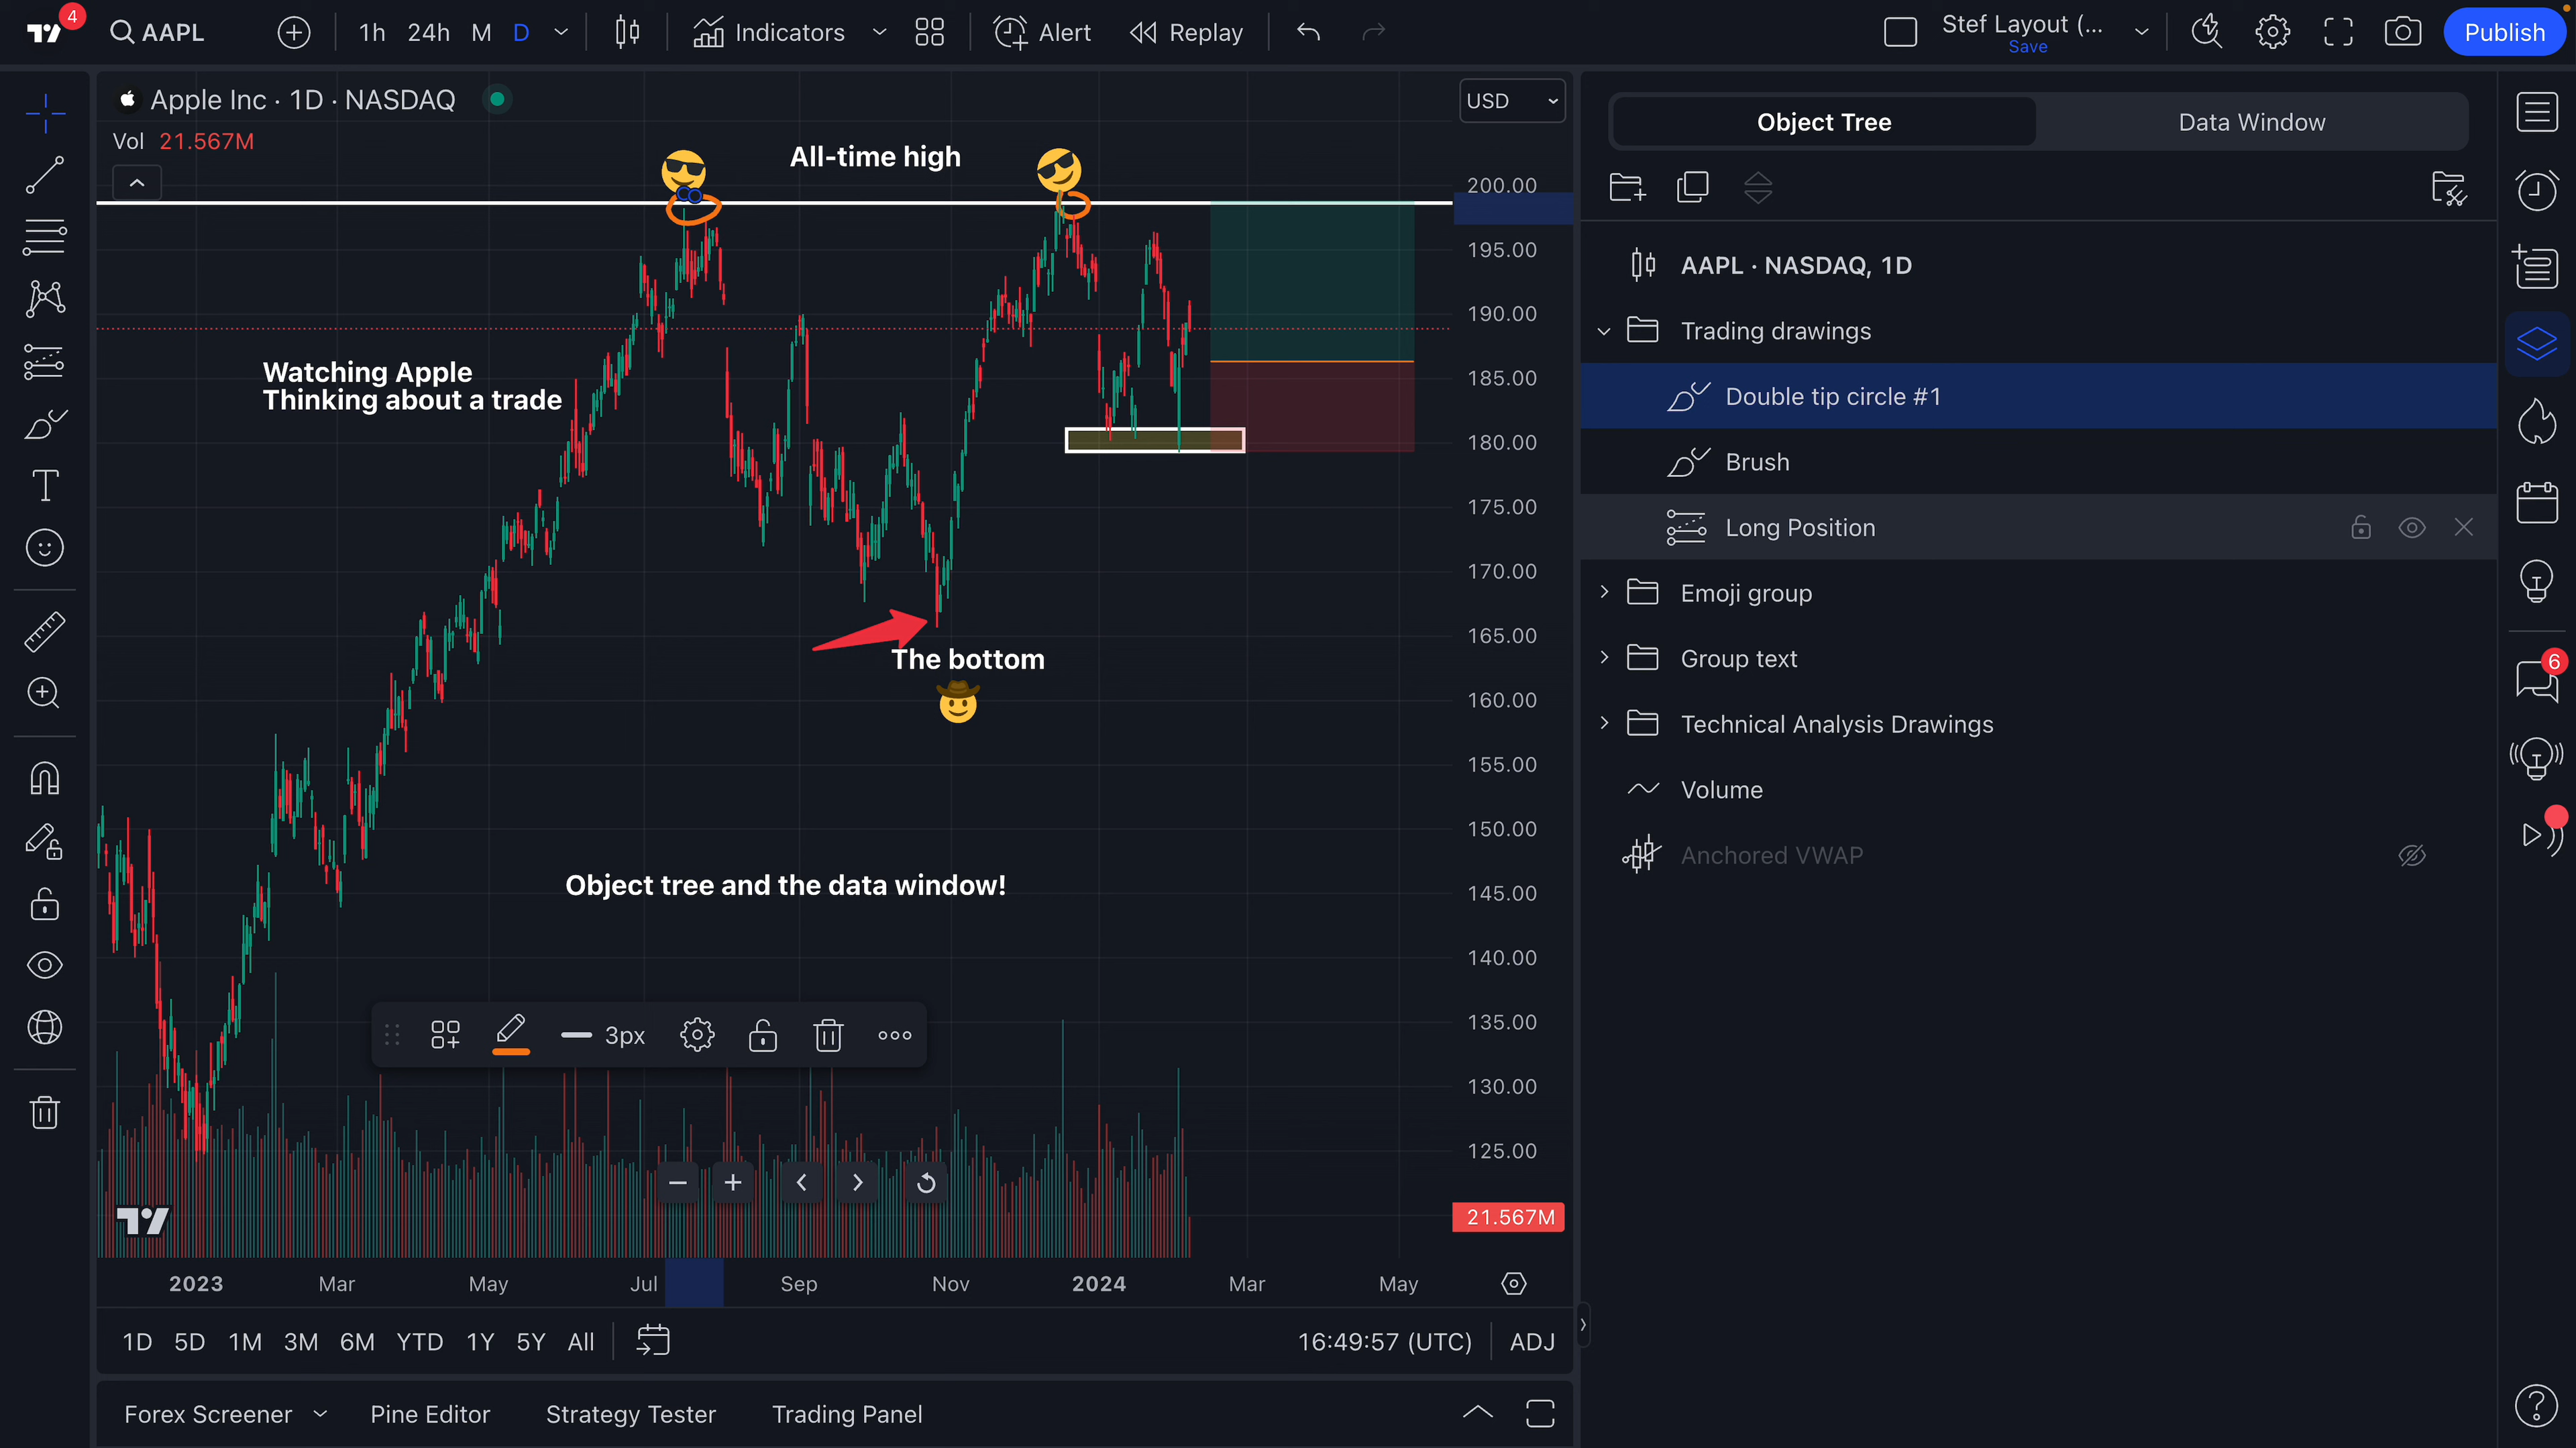 4
AAPL
1h
24h
M
D
Indicators
Alert
Replay
Stef Layout (...
Save
Publish
Apple Inc · 1D · NASDAQ
USD
Vol 21.567M
All-time high
Watching Apple
Thinking about a trade
The bottom
Object tree and the data window!
200.00
195.00
190.00
185.00
180.00
175.00
170.00
165.00
160.00
155.00
150.00
145.00
140.00
135.00
130.00
125.00
21.567M
3px
2023
Mar
May
Jul
Sep
Nov
2024
Mar
May
1D
5D
1M
3M
6M
YTD
1Y
5Y
All
16:49:57 (UTC)
ADJ
Forex Screener
Pine Editor
Strategy Tester
Trading Panel
Object Tree
Data Window
AAPL · NASDAQ, 1D
Trading drawings
Double tip circle #1
Brush
Long Position
Emoji group
Group text
Technical Analysis Drawings
Volume
Anchored VWAP
6